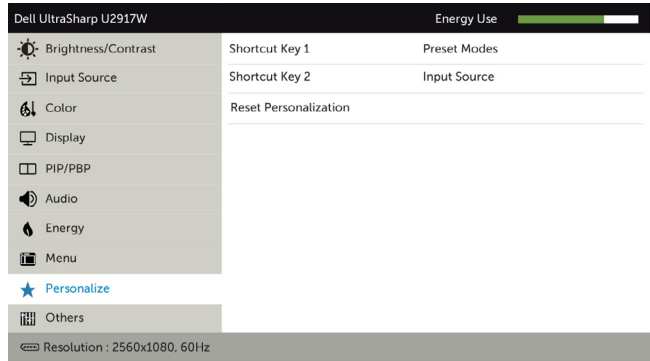 Dell UltraSharp U2917W Energy Use
Brightness/Contrast Shortcut Key 1 Preset Modes
Input Source Shortcut Key 2 Input Source
Color Reset Personalization
Display
PIP/PBP
Audio
Energy
Menu
Personalize
Others
Resolution : 2560x1080, 60Hz